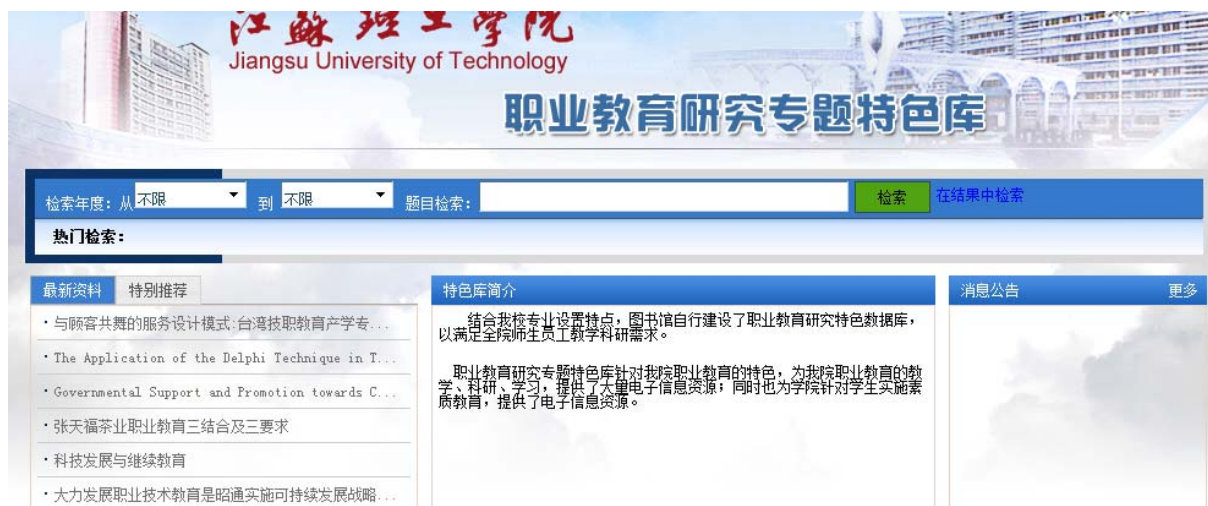 江蘇理工學院
Jiangsu University of Technology
职业教育研究专题特色库
检索年度：从 不限 到 不限 题目检索： 检索 在结果中检索
热门检索：
最新资料 特别推荐
·与顾客共舞的服务设计模式:台湾技职教育产学专...
·The Application of the Delphi Technique in T...
·Governmental Support and Promotion towards C...
·张天福茶业职业教育三结合及三要求
·科技发展与继续教育
·大力发展职业技术教育是昭通实施可持续发展战略...
特色库简介
结合我校专业设置特点，图书馆自行建设了职业教育研究特色数据库，
以满足全院师生员工教学科研需求。
职业教育研究专题特色库针对我院职业教育的特色，为我院职业教育的教
学、科研、学习，提供了大量电子信息资源；同时也为学院针对学生实施素
质教育，提供了电子信息资源。
消息公告 更多